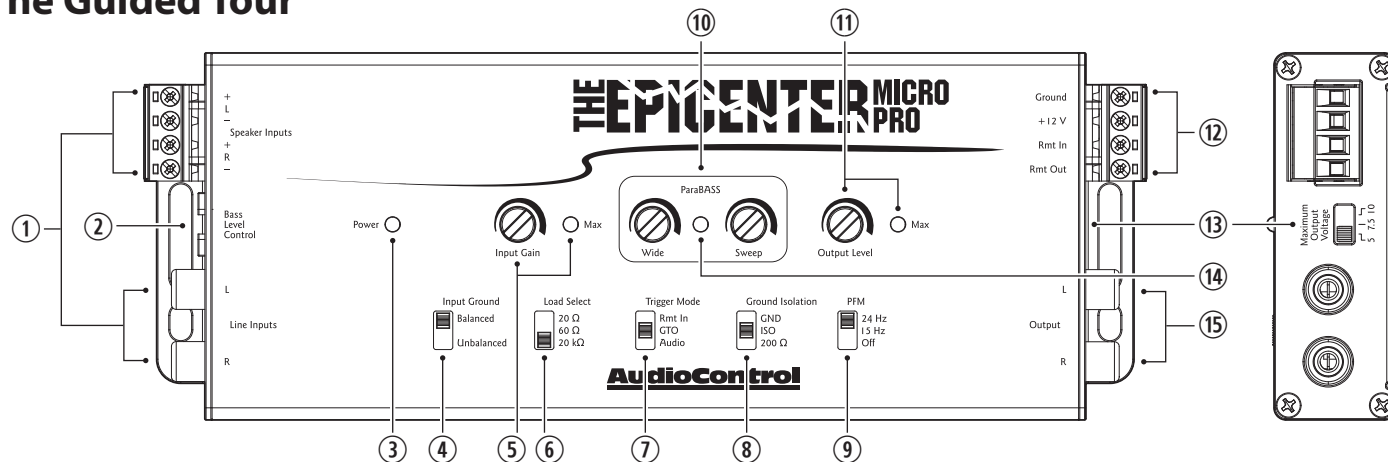 he Guided Tour
⑩
⑪
THE EPICENTER MICRO PRO
+
L
−
Speaker Inputs
+
R
−
Ground
+12 V
Rmt In
Rmt Out
⑫
①
②
Bass
Level
Control
Power
Input Gain
Max
ParaBASS
Wide
Sweep
Output Level
Max
⑬
Maximum
Output
Voltage
5 7.5 10
⑭
L
Line Inputs
R
Input Ground
Balanced
Unbalanced
Load Select
20 Ω
60 Ω
20 kΩ
Trigger Mode
Rmt In
GTO
Audio
Ground Isolation
GND
ISO
200 Ω
PFM
24 Hz
15 Hz
Off
L
Output
R
⑮
AudioControl
③
④
⑤
⑥
⑦
⑧
⑨